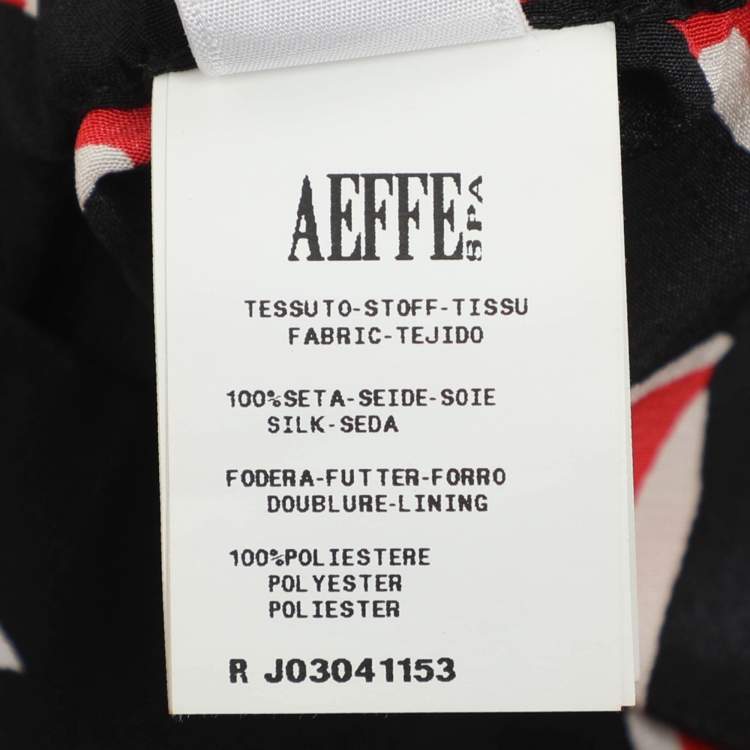 AEFFE SPA
TESSUTO-STOFF-TISSU
FABRIC-TEJIDO
100%SETA-SEIDE-SOIE
SILK-SEDA
FODERA-FUTTER-FORRO
DOUBLURE-LINING
100%POLIESTERE
POLYESTER
POLIESTER
R J03041153